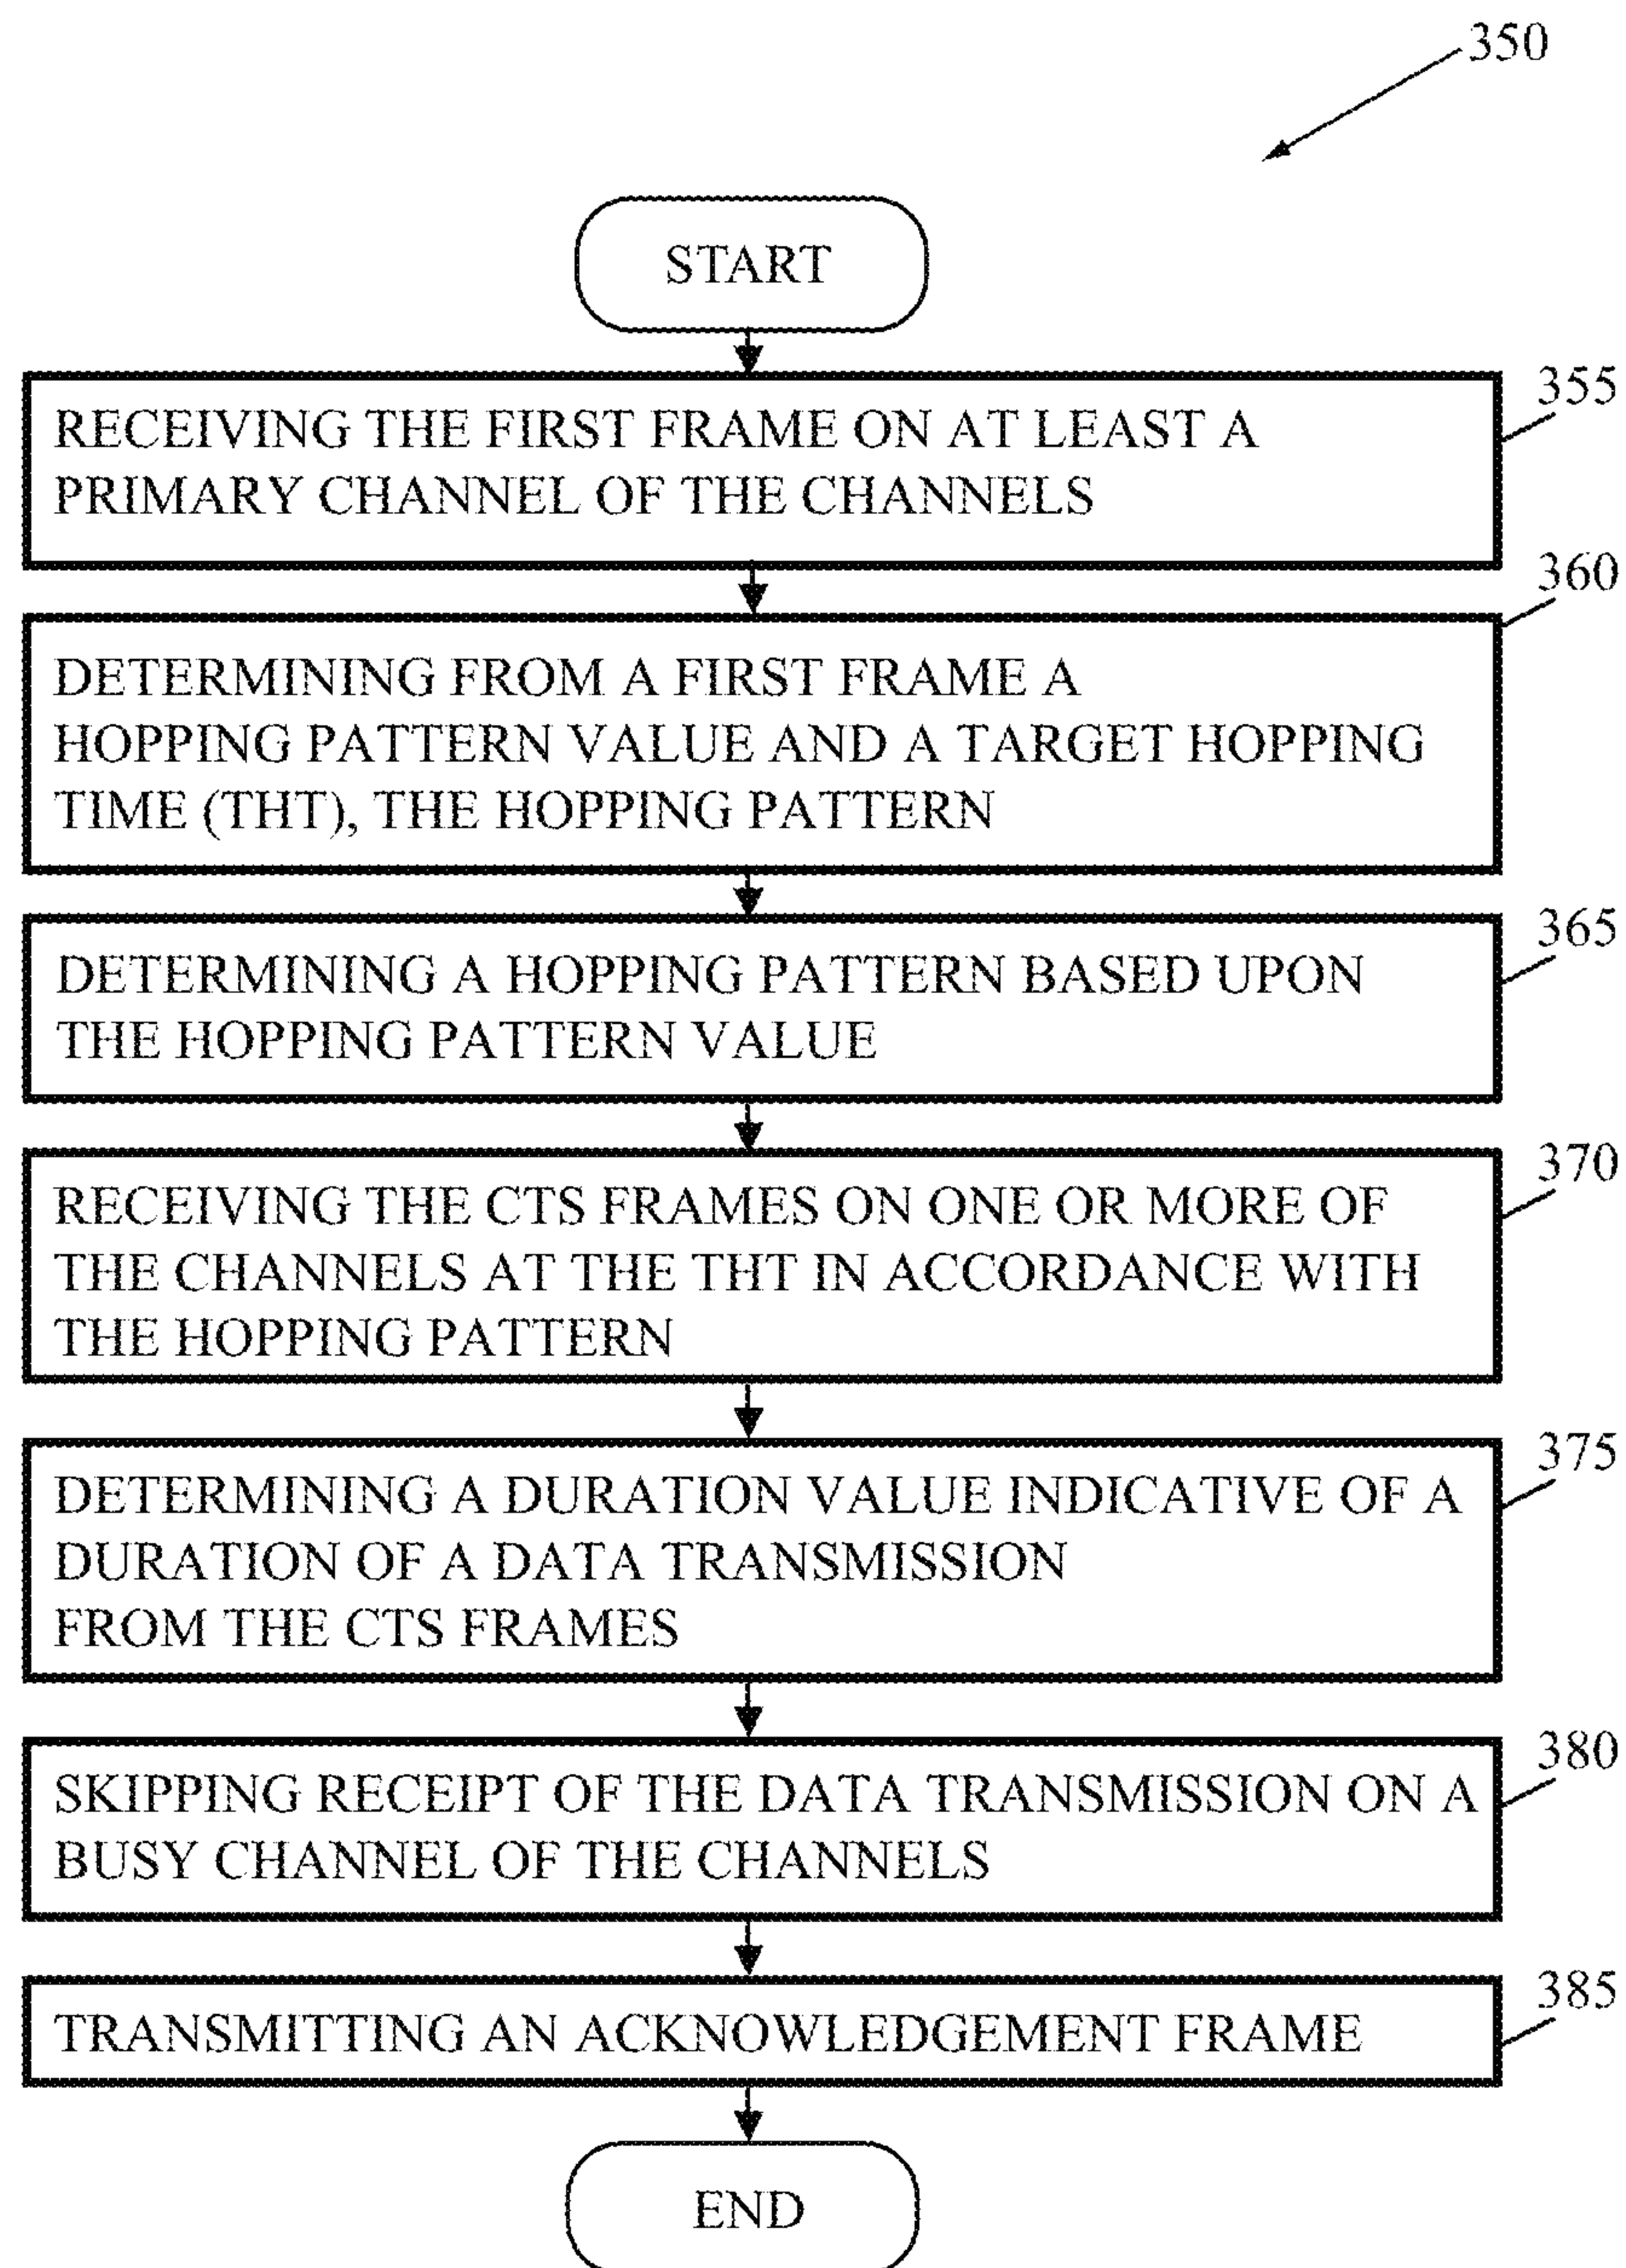 350
START
355
RECEIVING THE FIRST FRAME ON AT LEAST A
PRIMARY CHANNEL OF THE CHANNELS
360
DETERMINING FROM A FIRST FRAME A
HOPPING PATTERN VALUE AND A TARGET HOPPING
TIME (THT), THE HOPPING PATTERN
365
DETERMINING A HOPPING PATTERN BASED UPON
THE HOPPING PATTERN VALUE
370
RECEIVING THE CTS FRAMES ON ONE OR MORE OF
THE CHANNELS AT THE THT IN ACCORDANCE WITH
THE HOPPING PATTERN
375
DETERMINING A DURATION VALUE INDICATIVE OF A
DURATION OF A DATA TRANSMISSION
FROM THE CTS FRAMES
380
SKIPPING RECEIPT OF THE DATA TRANSMISSION ON A
BUSY CHANNEL OF THE CHANNELS
385
TRANSMITTING AN ACKNOWLEDGEMENT FRAME
END